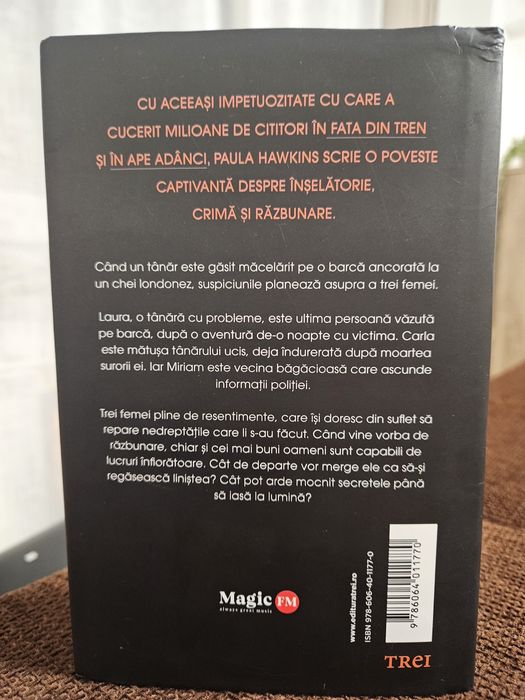 CU ACEEAȘI IMPETUOZITATE CU CARE A
CUCERIT MILIOANE DE CITITORI ÎN FATA DIN TREN
ȘI ÎN APE ADÂNCI, PAULA HAWKINS SCRIE O POVESTE
CAPTIVANTĂ DESPRE ÎNȘELĂTORIE,
CRIMĂ ȘI RĂZBUNARE.
Când un tânăr este găsit măcelărit pe o barcă ancorată la
un chei londonez, suspiciunile planează asupra a trei femei.
Laura, o tânără cu probleme, este ultima persoană văzută
pe barcă, după o aventură de-o noapte cu victima. Carla
este mătușa tânărului ucis, deja îndurerată după moartea
surorii ei. Iar Miriam este vecina băgăcioasă care ascunde
informații poliției.
Trei femei pline de resentimente, care își doresc din suflet să
repare nedreptățile care li s-au făcut. Când vine vorba de
răzbunare, chiar și cei mai buni oameni sunt capabili de
lucruri înfiorătoare. Cât de departe vor merge ele ca să-și
regăsească liniștea? Cât pot arde mocnit secretele până
să iasă la lumină?
Magic FM
always great music
www.edituratrei.ro
ISBN 978-606-40-1177-0
9 786064 011770
TREI